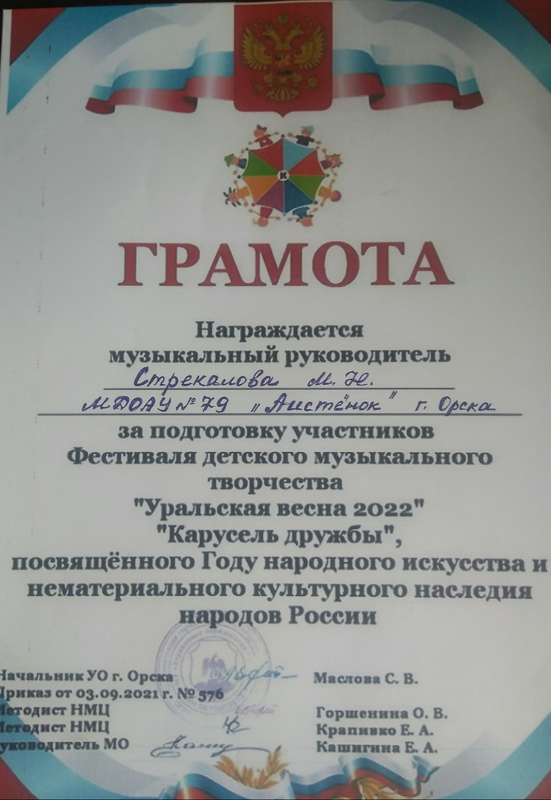 К
ГРАМОТА
Награждается
музыкальный руководитель
Стрекалова М. Н.
МДОАУ № 79 „Аистёнок" г. Орска
за подготовку участников
Фестиваля детского музыкального
творчества
"Уральская весна 2022"
"Карусель дружбы",
посвящённого Году народного искусства и
нематериального культурного наследия
народов России
Начальник УО г. Орска Маслова С. В.
Приказ от 03.09.2021 г. № 576
Методист НМЦ Горшенина О. В.
Методист НМЦ Крапивко Е. А.
Руководитель МО Кашигина Е. А.